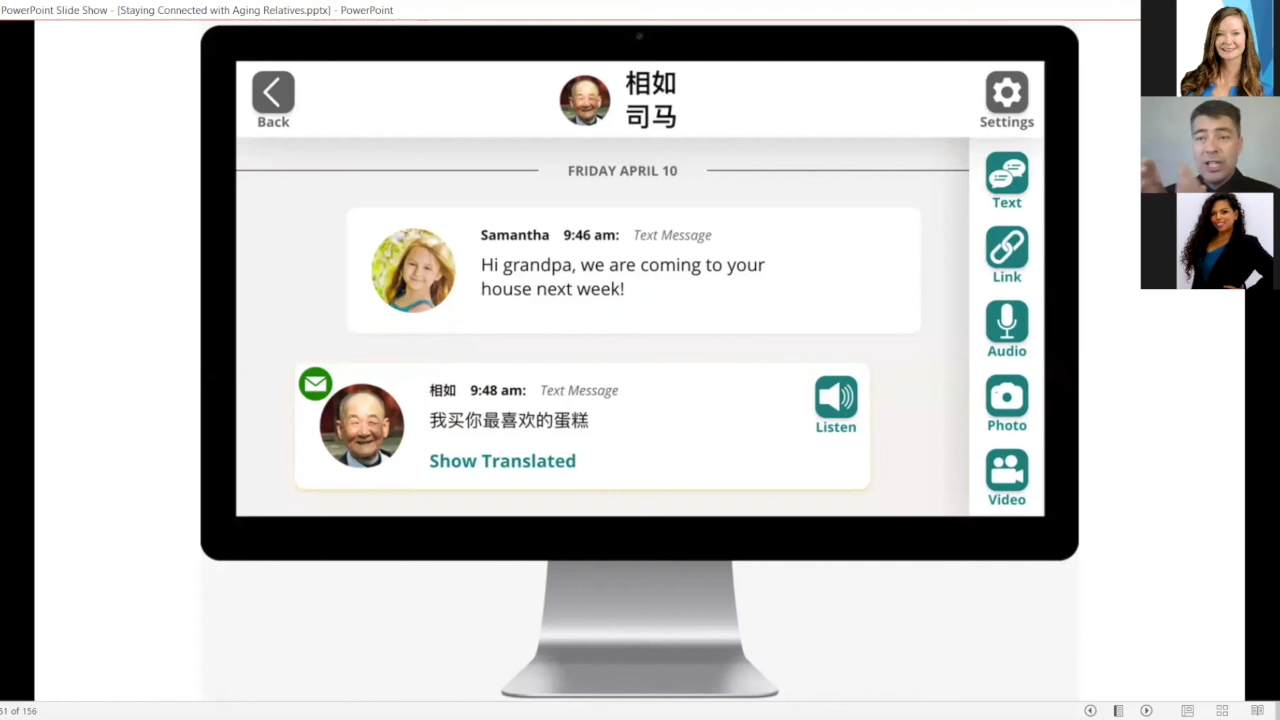 PowerPoint Slide Show - [Staying Connected with Aging Relatives.pptx] - PowerPoint
Back
相如
司马
Settings
FRIDAY APRIL 10
Samantha 9:46 am: Text Message
Hi grandpa, we are coming to your
house next week!
相如 9:48 am: Text Message
我买你最喜欢的蛋糕
Show Translated
Listen
Text
Link
Audio
Photo
Video
51 of 156